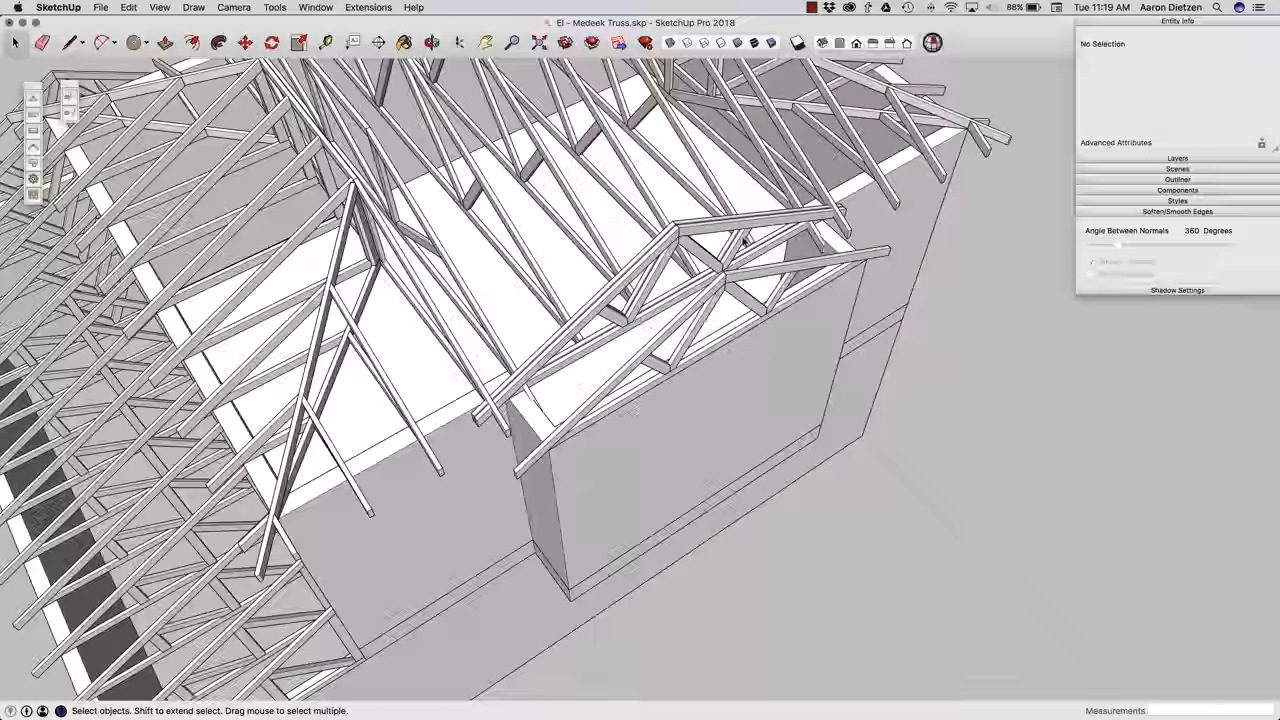 SketchUp File Edit View Draw Camera Tools Window Extensions Help
88% Tue 11:19 AM Aaron Dietzen
El - Medeek Truss.skp - SketchUp Pro 2018
Entity Info
No Selection
Advanced Attributes
Layers
Scenes
Outliner
Components
Styles
Soften/Smooth Edges
Angle Between Normals 360 Degrees
Shadow Settings
Select objects. Shift to extend select. Drag mouse to select multiple.
Measurements